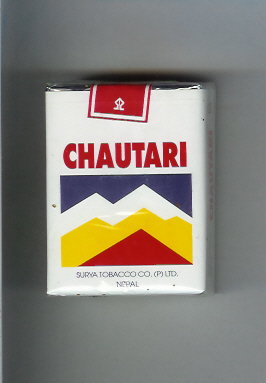 CHAUTARI
SURYA TOBACCO CO. (P) LTD.
NEPAL